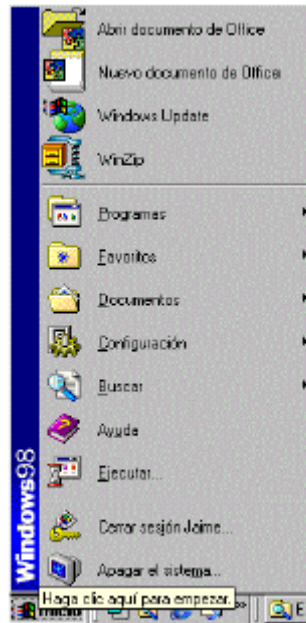 Abrir documento de Office
Nuevo documento de Office
Windows Update
WinZip
Programas
Favoritos
Documentos
Configuración
Buscar
Ayuda
Ejecutar...
Cerrar sesión Jaime...
Apagar el sistema...
Windows98
Haga clic aquí para empezar.
Inicio
»
E